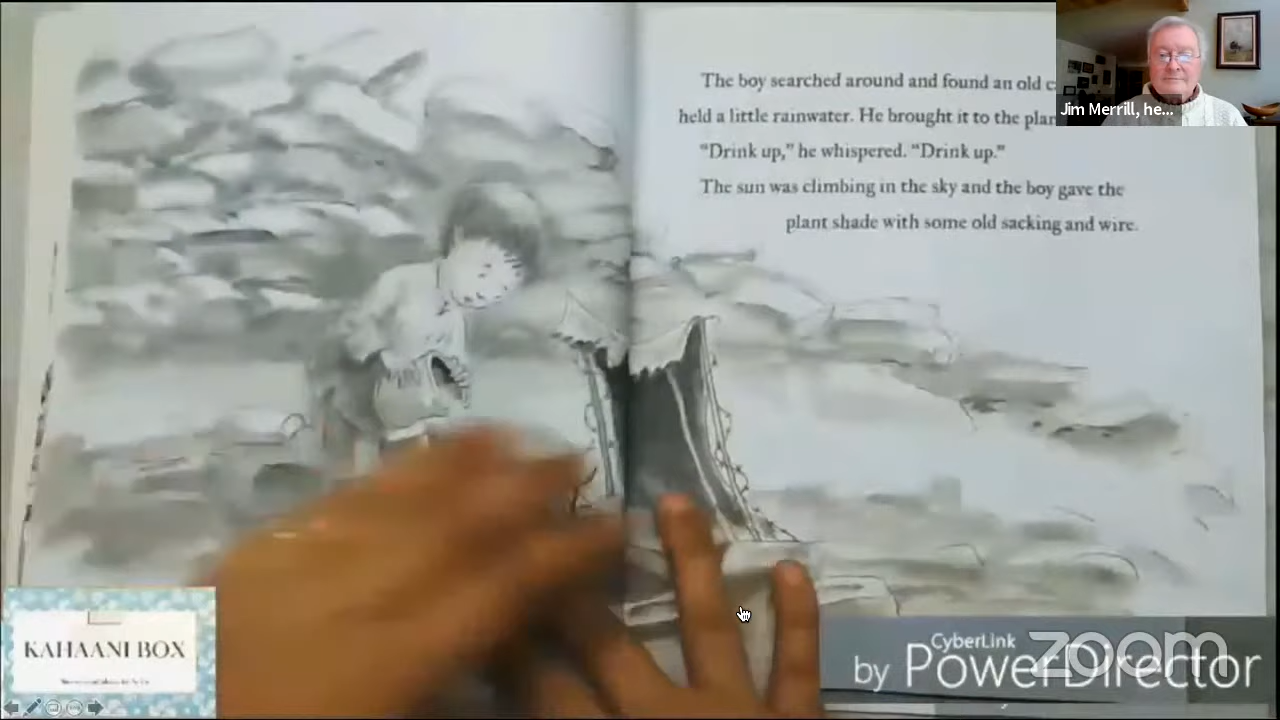 The boy searched around and found an old
held a little rainwater. He brought it to the
“Drink up,” he whispered. “Drink up.”
The sun was climbing in the sky and the boy gave the
plant shade with some old sacking and wire.
Jim Merrill, he...
KAHAANI BOX
CyberLink
by PowerDirector
zoom